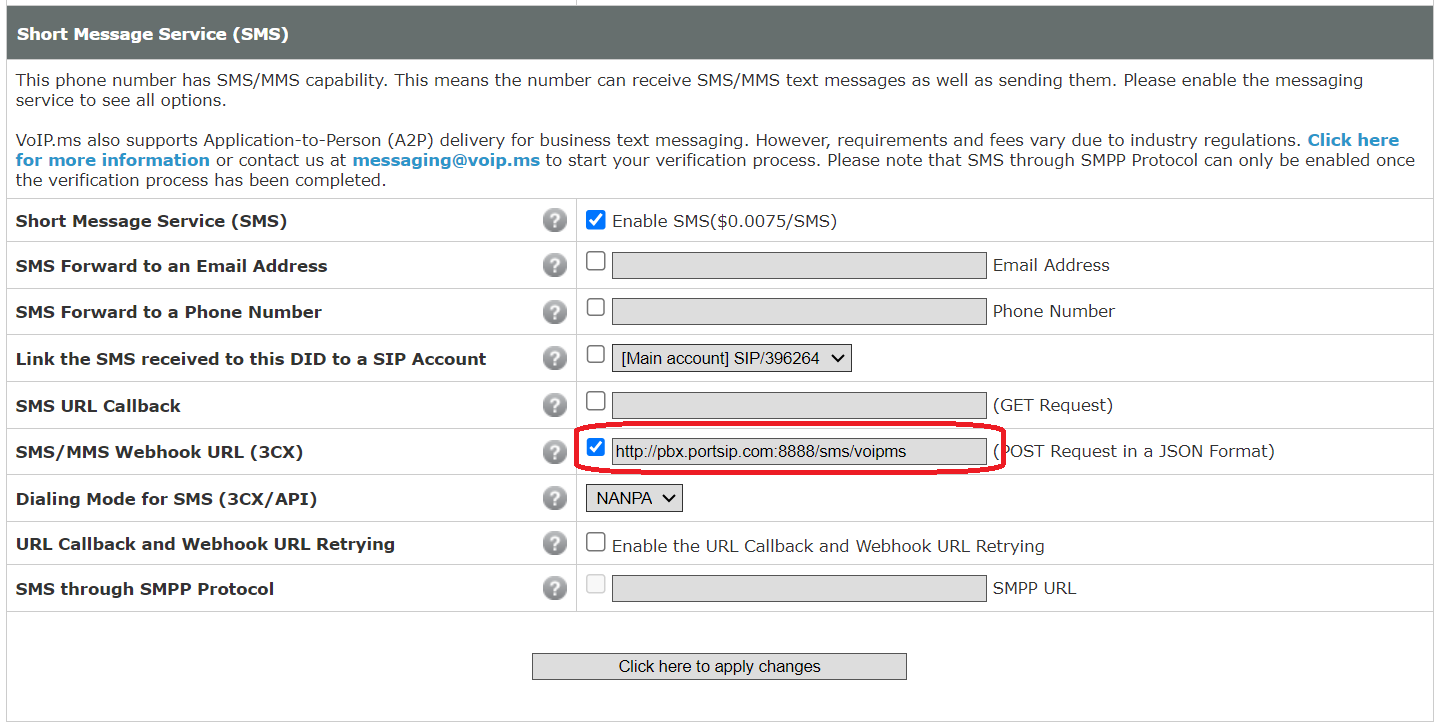 Short Message Service (SMS)
This phone number has SMS/MMS capability. This means the number can receive SMS/MMS text messages as well as sending them. Please enable the messaging
service to see all options.
VoIP.ms also supports Application-to-Person (A2P) delivery for business text messaging. However, requirements and fees vary due to industry regulations. Click here
for more information or contact us at messaging@voip.ms to start your verification process. Please note that SMS through SMPP Protocol can only be enabled once
the verification process has been completed.
Short Message Service (SMS) ? Enable SMS($0.0075/SMS)
SMS Forward to an Email Address ? Email Address
SMS Forward to a Phone Number ? Phone Number
Link the SMS received to this DID to a SIP Account ? [Main account] SIP/396264
SMS URL Callback ? (GET Request)
SMS/MMS Webhook URL (3CX) ? http://pbx.portsip.com:8888/sms/voipms (POST Request in a JSON Format)
Dialing Mode for SMS (3CX/API) ? NANPA
URL Callback and Webhook URL Retrying ? Enable the URL Callback and Webhook URL Retrying
SMS through SMPP Protocol ? SMPP URL
Click here to apply changes